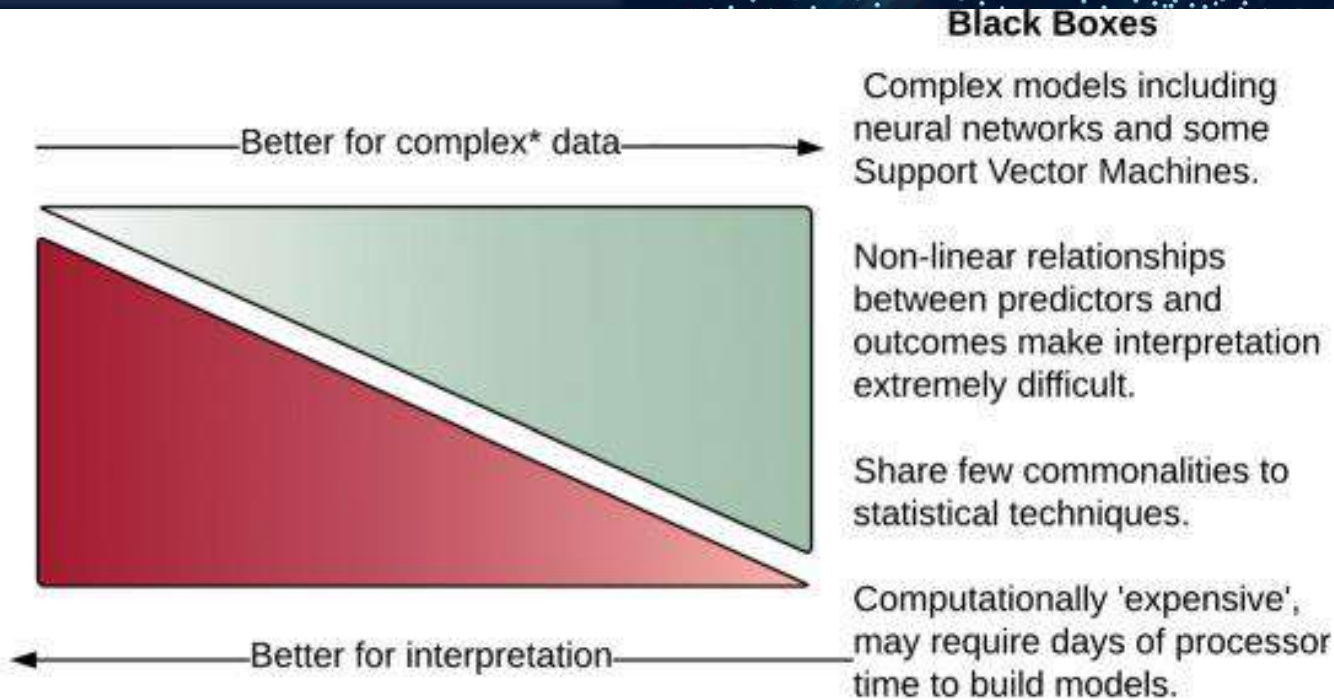 Black Boxes
Better for complex* data
Complex models including
neural networks and some
Support Vector Machines.
Non-linear relationships
between predictors and
outcomes make interpretation
extremely difficult.
Share few commonalities to
statistical techniques.
Computationally 'expensive',
may require days of processor
time to build models.
Better for interpretation